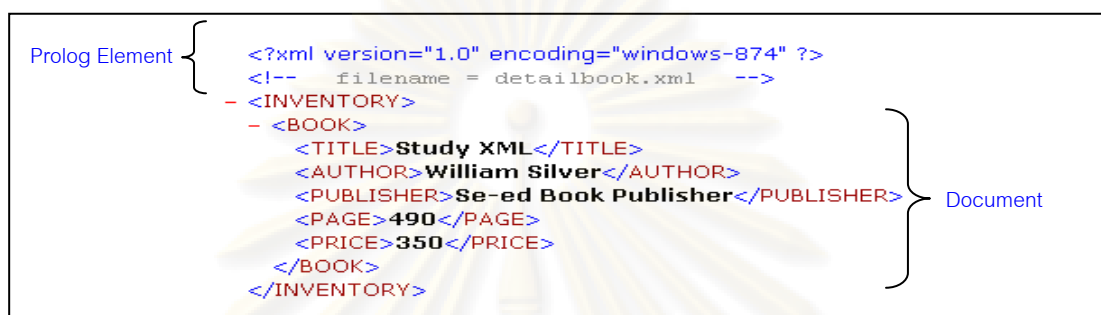 Prolog Element
<?xml version="1.0" encoding="windows-874" ?>
<!-- filename = detailbook.xml -->
- <INVENTORY>
- <BOOK>
<TITLE>Study XML</TITLE>
<AUTHOR>William Silver</AUTHOR>
<PUBLISHER>Se-ed Book Publisher</PUBLISHER>
Document
<PAGE>490</PAGE>
<PRICE>350</PRICE>
</BOOK>
</INVENTORY>